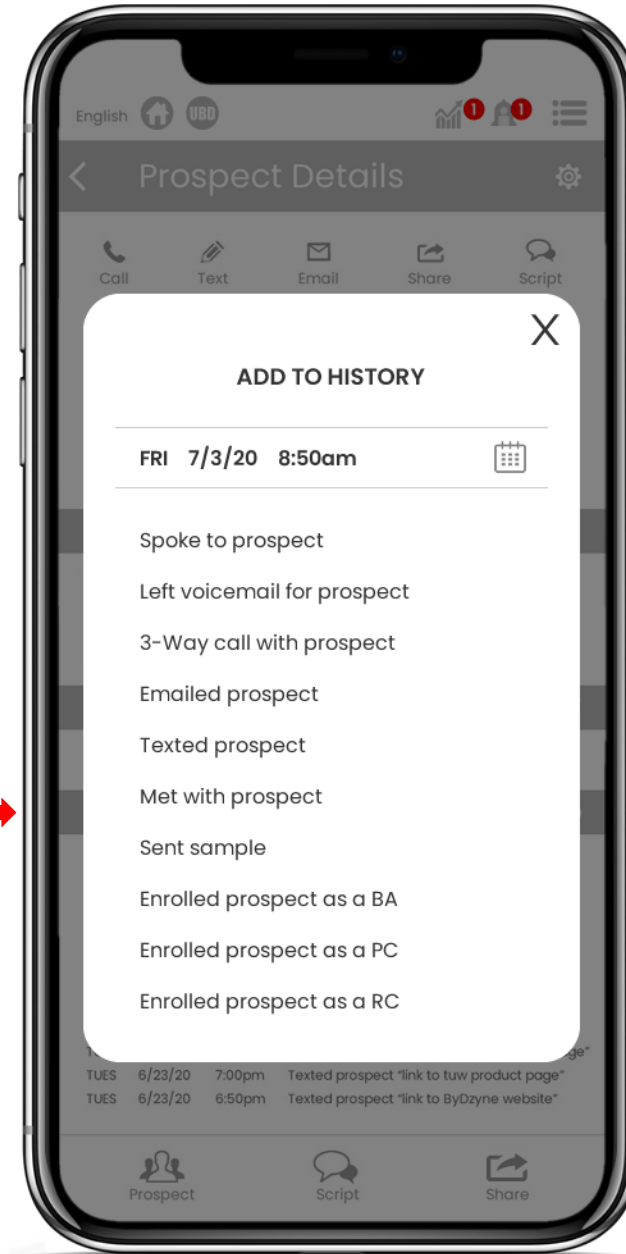 English UBD 1 1
Prospect Details
Call Text Email Share Script
X
ADD TO HISTORY
FRI 7/3/20 8:50am
Spoke to prospect
Left voicemail for prospect
3-Way call with prospect
Emailed prospect
Texted prospect
Met with prospect
Sent sample
Enrolled prospect as a BA
Enrolled prospect as a PC
Enrolled prospect as a RC
TUES 6/23/20 7:00pm Texted prospect "link to tuw product page"
TUES 6/23/20 6:50pm Texted prospect "link to ByDzyne website"
Prospect Script Share